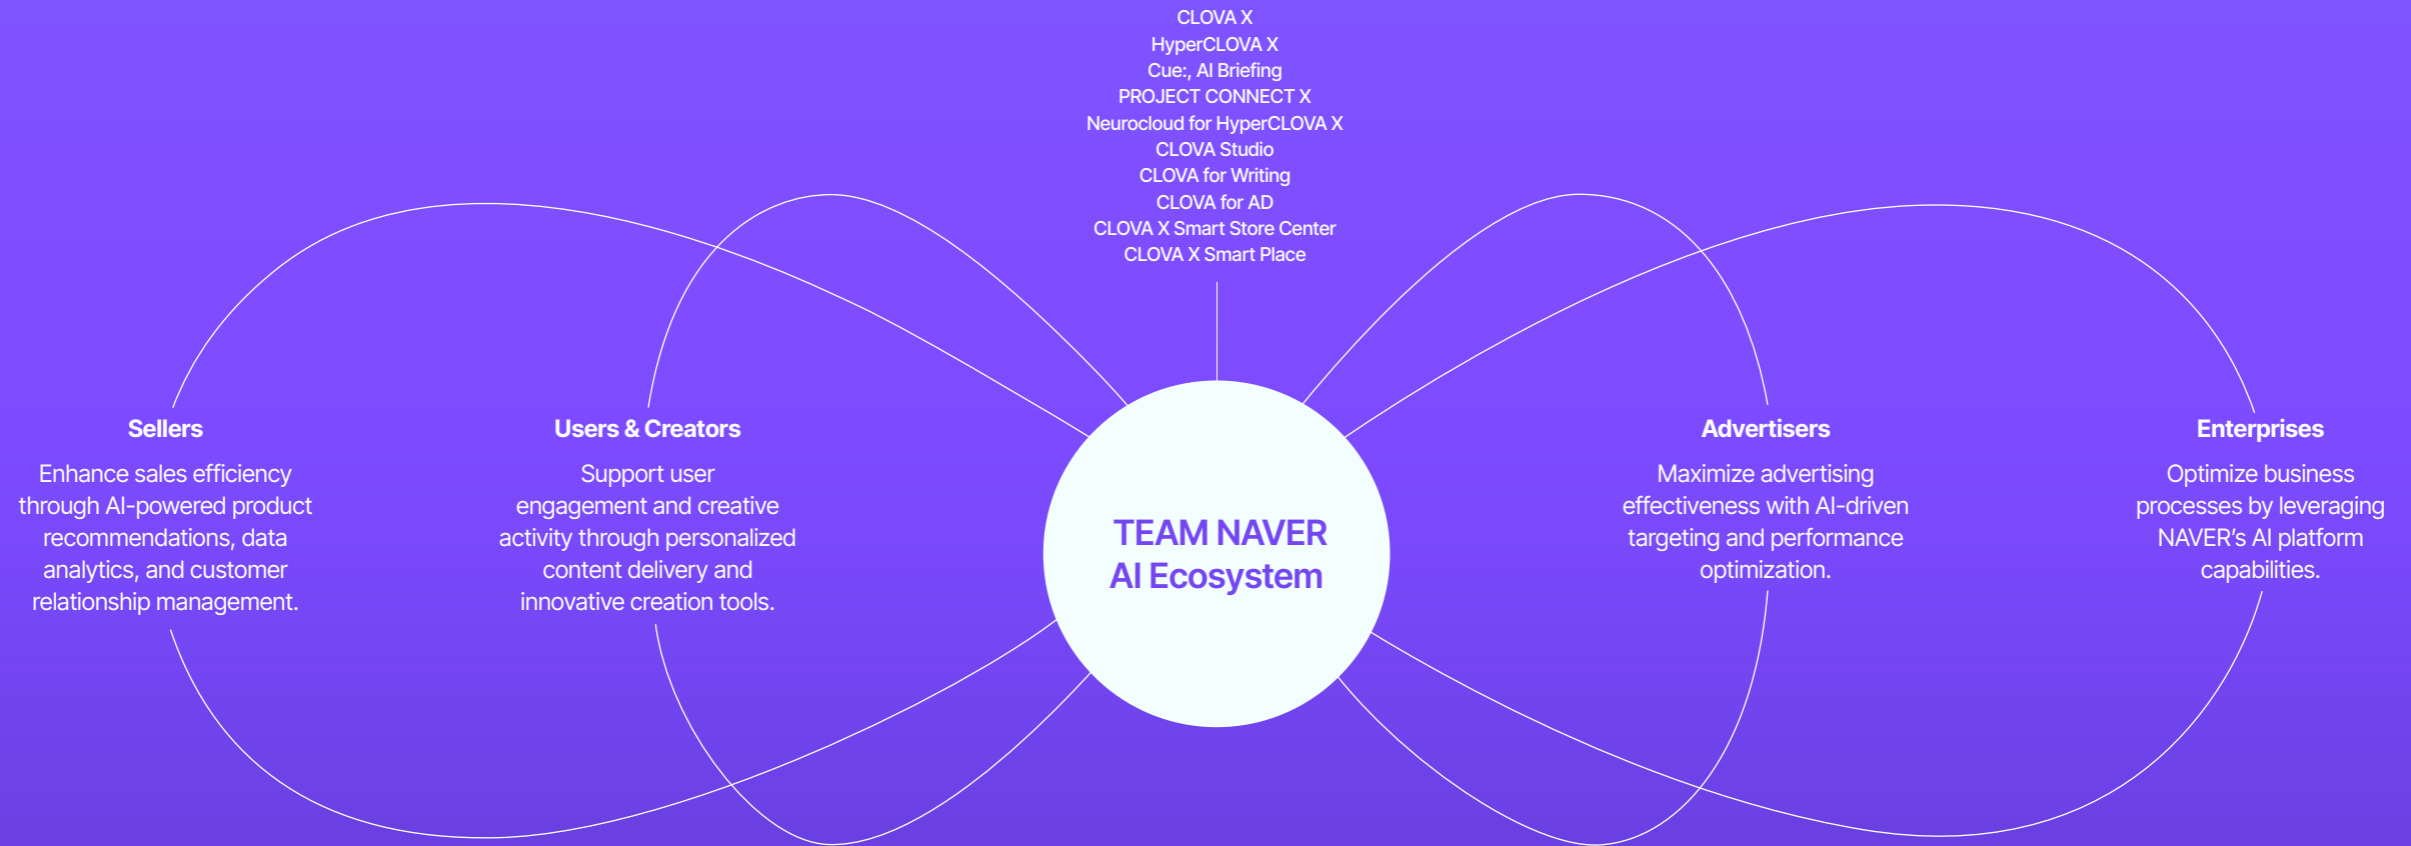 CLOVA X
HyperCLOVA X
Cue:, AI Briefing
PROJECT CONNECT X
Neurocloud for HyperCLOVA X
CLOVA Studio
CLOVA for Writing
CLOVA for AD
CLOVA X Smart Store Center
CLOVA X Smart Place
Sellers
Enhance sales efficiency
through AI-powered product
recommendations, data
analytics, and customer
relationship management.
Users & Creators
Support user
engagement and creative
activity through personalized
content delivery and
innovative creation tools.
TEAM NAVER
AI Ecosystem
Advertisers
Maximize advertising
effectiveness with AI-driven
targeting and performance
optimization.
Enterprises
Optimize business
processes by leveraging
NAVER’s AI platform
capabilities.